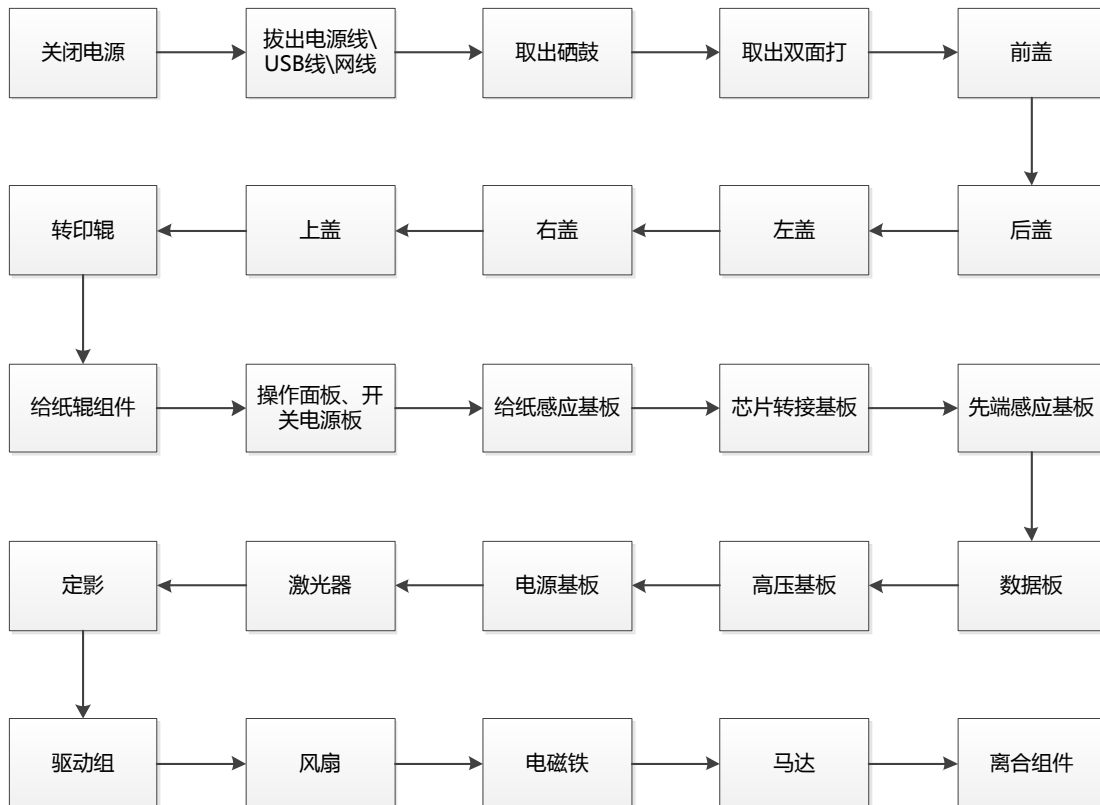 关闭电源
拔出电源线\
USB线\网线
取出硒鼓
取出双面打
前盖
转印辊
上盖
右盖
左盖
后盖
给纸辊组件
操作面板、开
关电源板
给纸感应基板
芯片转接基板
先端感应基板
定影
激光器
电源基板
高压基板
数据板
驱动组
风扇
电磁铁
马达
离合组件